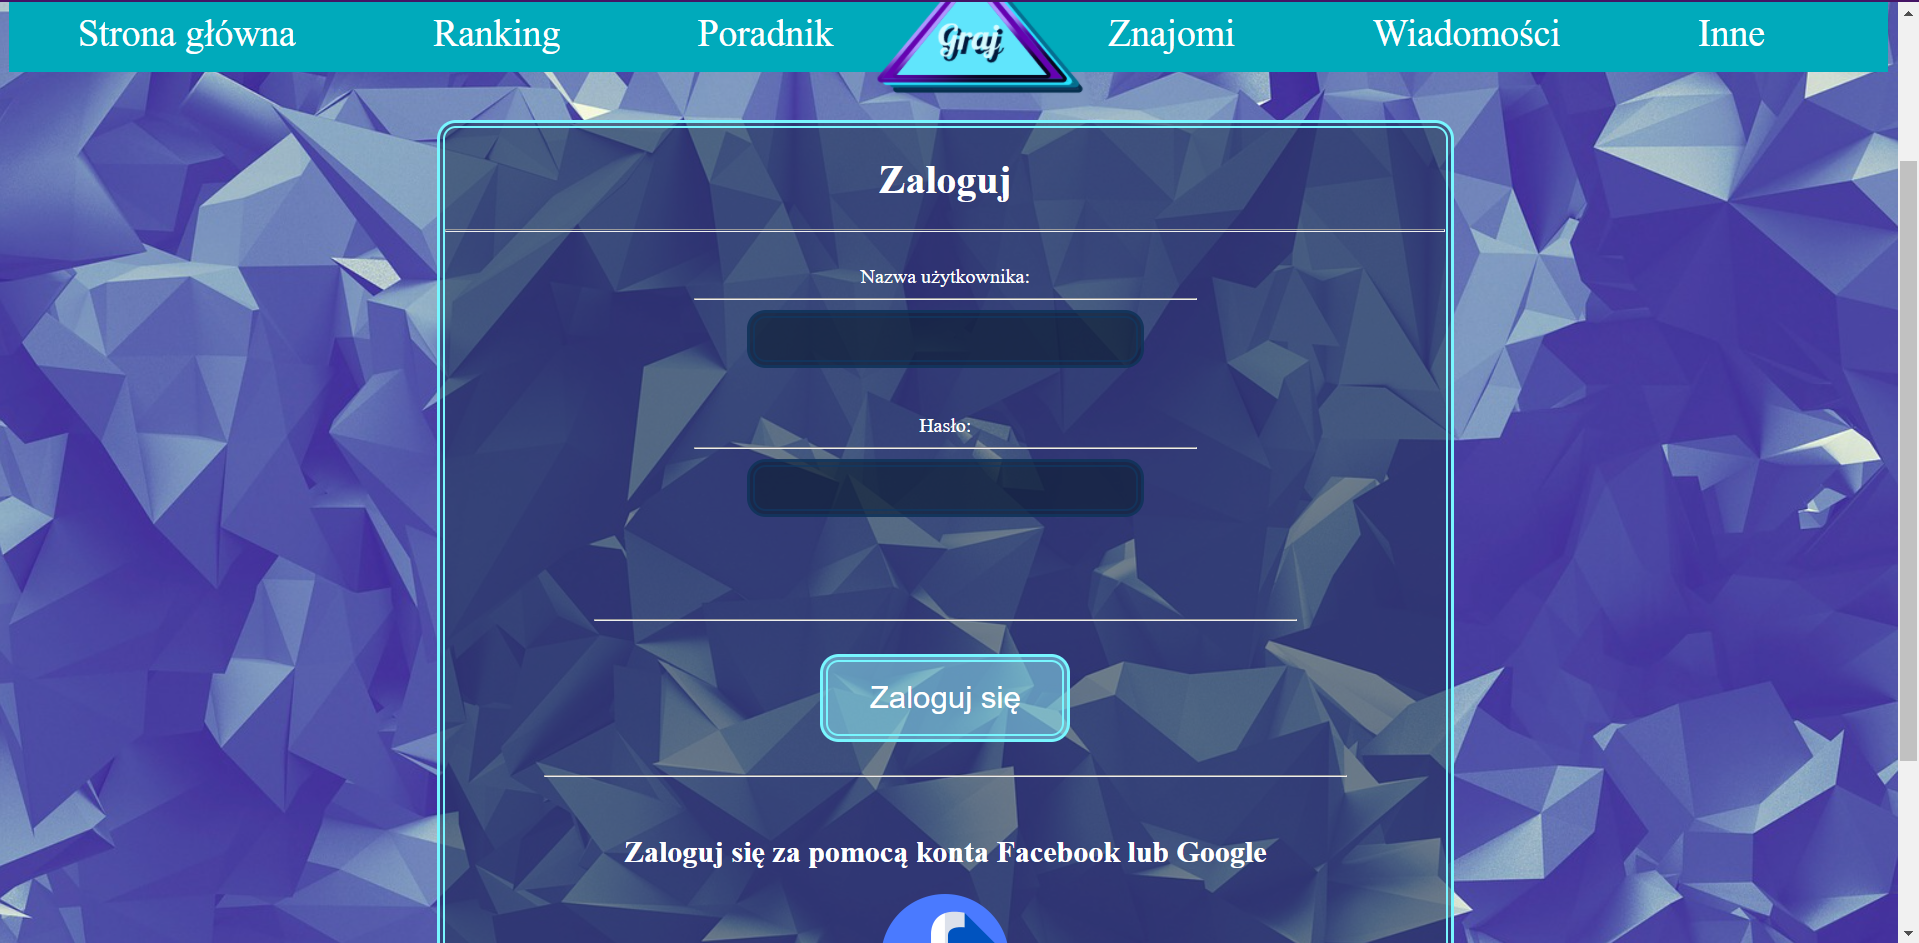 Strona główna Ranking Poradnik Graj Znajomi Wiadomości Inne
Zaloguj
Nazwa użytkownika:
Hasło:
Zaloguj się
Zaloguj się za pomocą konta Facebook lub Google